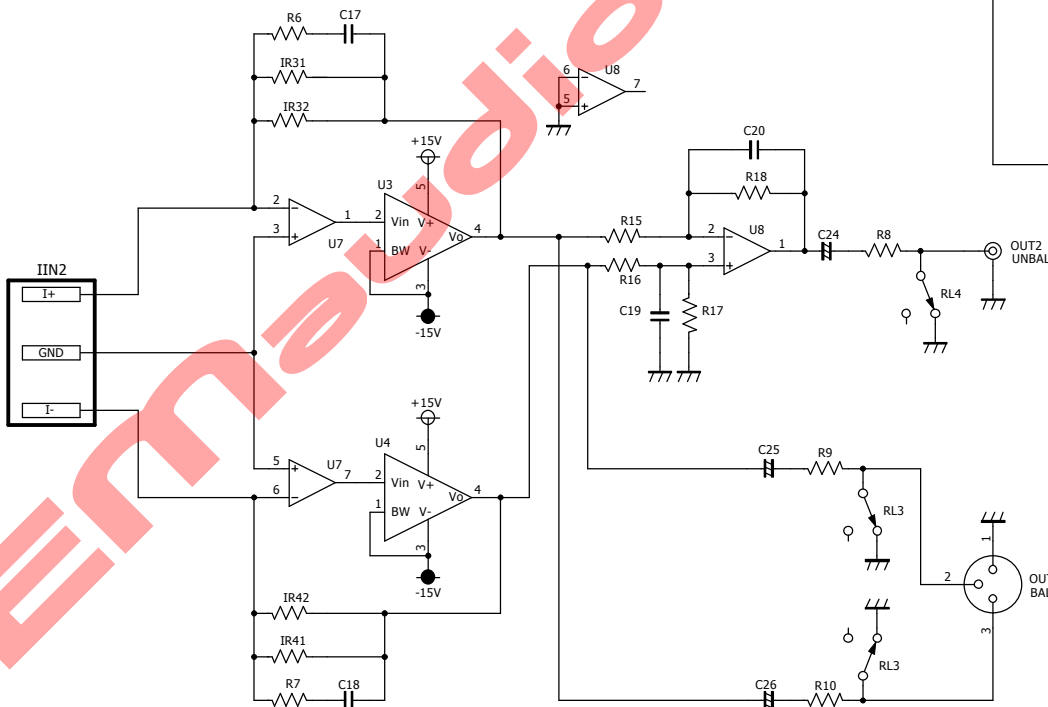 R6
C17
IR31
IR32
6
5
U8
7
+15V
U3
5
2
3
1
U7
2
1
Vin
BW
V+
V-
Vo
4
3
-15V
IIN2
I+
GND
I-
C20
R18
R15
R16
2
3
U8
1
C24
R8
OUT2
UNBAL
RL4
C19
R17
+15V
U4
5
5
6
U7
7
2
1
Vin
BW
V+
V-
Vo
4
3
-15V
IR42
IR41
R7
C18
C25
R9
RL3
1
2
3
OUT
BAL
RL3
C26
R10
Emaudio